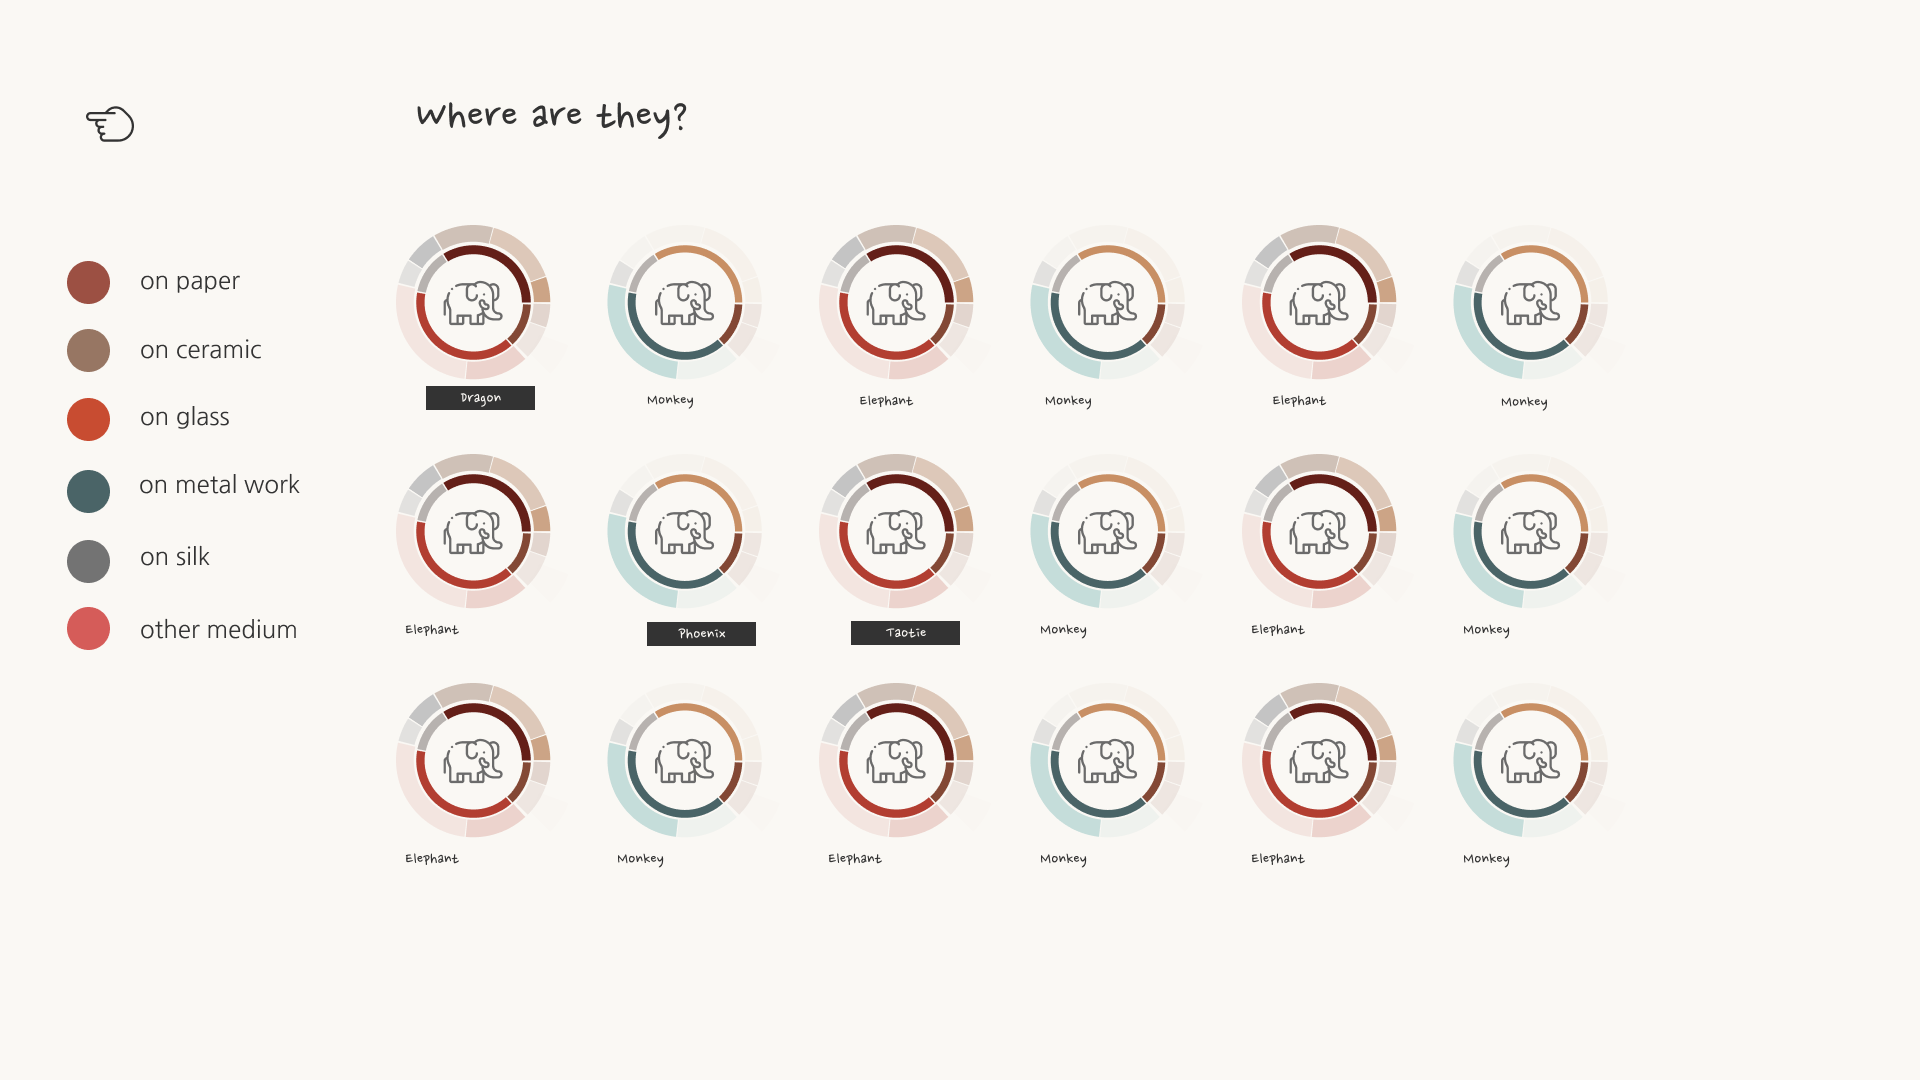 Where are they?
on paper
on ceramic
on glass
on metal work
on silk
other medium
Dragon Monkey Elephant Monkey Elephant Monkey
Elephant Phoenix Taotie Monkey Elephant Monkey
Elephant Monkey Elephant Monkey Elephant Monkey